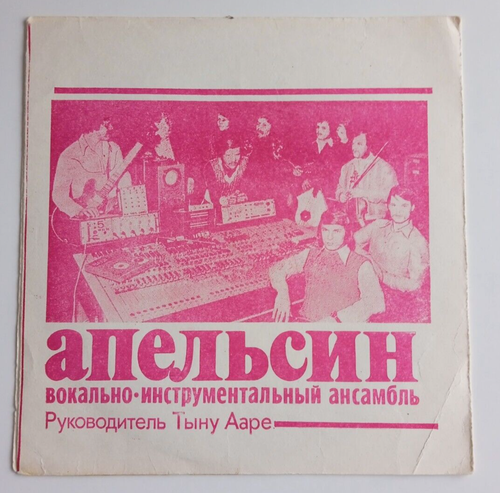 апельсин
вокально-инструментальный ансамбль
Руководитель Тыну Ааре